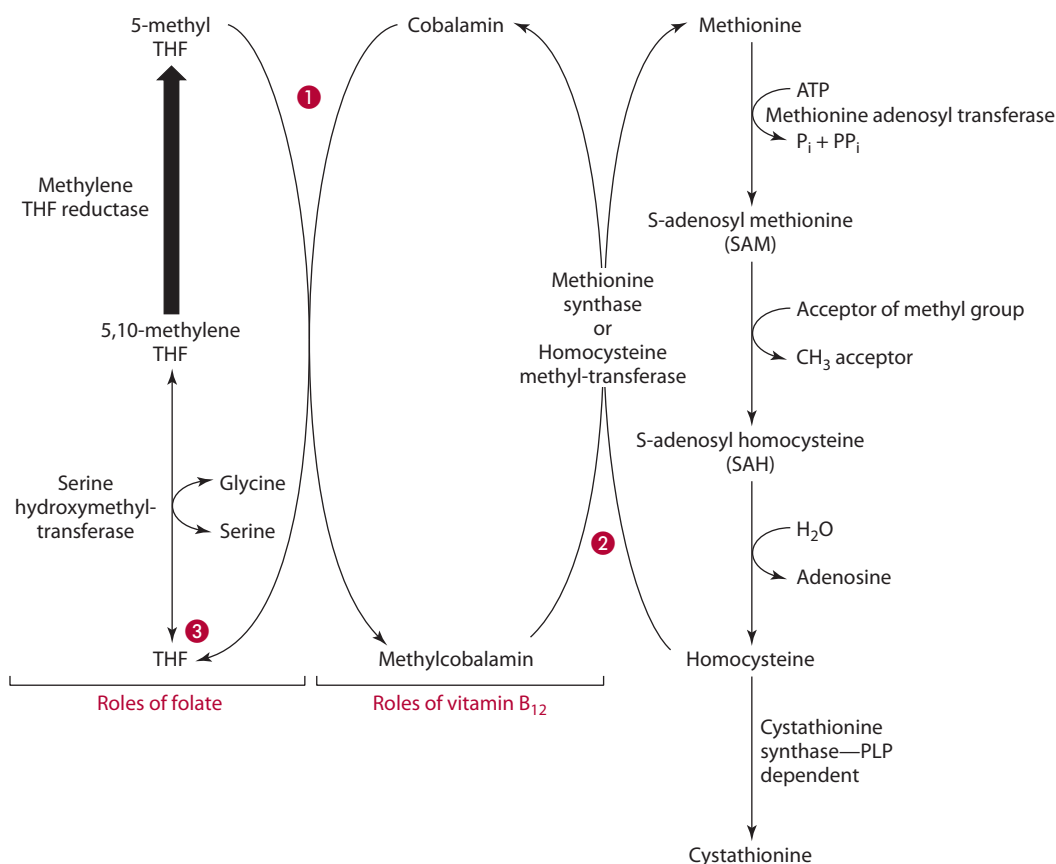 5-methyl
THF
Cobalamin
Methionine
1
ATP
Methionine adenosyl transferase
Pi + PPi
Methylene
THF reductase
S-adenosyl methionine
(SAM)
Methionine
synthase
or
Homocysteine
methyl-transferase
Acceptor of methyl group
CH3 acceptor
5,10-methylene
THF
S-adenosyl homocysteine
(SAH)
Serine
hydroxymethyl-
transferase
Glycine
Serine
2
H2O
Adenosine
3
THF
Methylcobalamin
Homocysteine
Roles of folate
Roles of vitamin B12
Cystathionine
synthase—PLP
dependent
Cystathionine